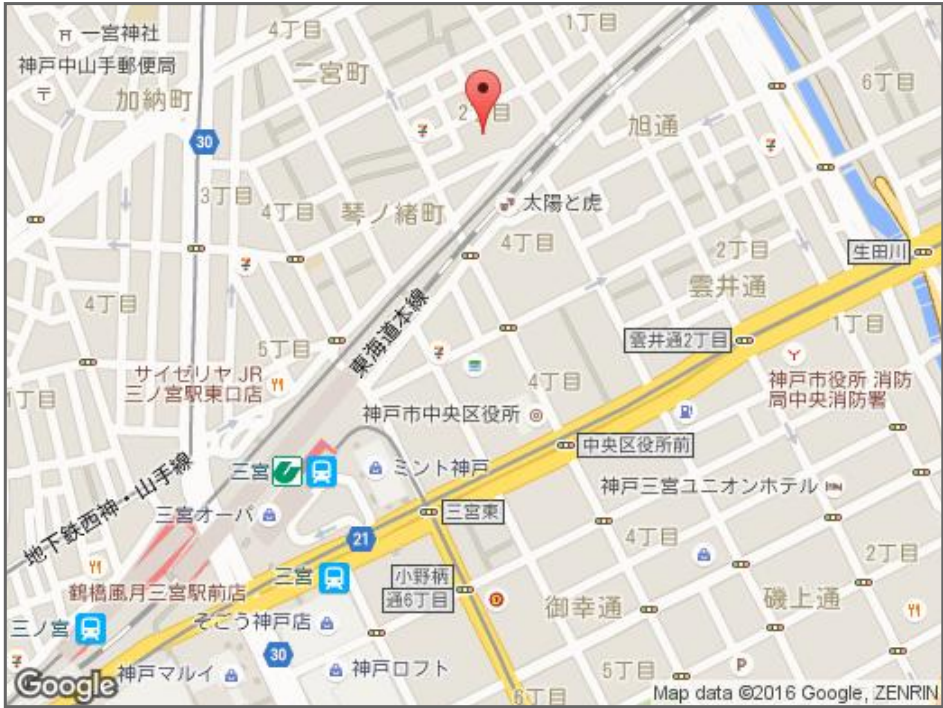 一宮神社
4丁目
1丁目
神戸中山手郵便局
二宮町
6丁目
加納町
2丁目
旭通
30
3丁目
4丁目
琴ノ緒町
太陽と虎
4丁目
2丁目
生田川
雲井通
4丁目
東海道本線
1丁目
雲井通2丁目
5丁目
サイゼリヤ JR
三ノ宮駅東口店
4丁目
神戸市役所 消防
局中央消防署
1丁目
神戸市中央区役所
中央区役所前
地下鉄西神・山手線
三宮
ミント神戸
神戸三宮ユニオンホテル
三宮オーパ
三宮東
21
4丁目
2丁目
三宮
小野柄
通6丁目
鶴橋風月三宮駅前店
御幸通
磯上通
三ノ宮
そごう神戸店
30
神戸マルイ
神戸ロフト
5丁目
P
6丁目
Google
Map data ©2016 Google, ZENRIN